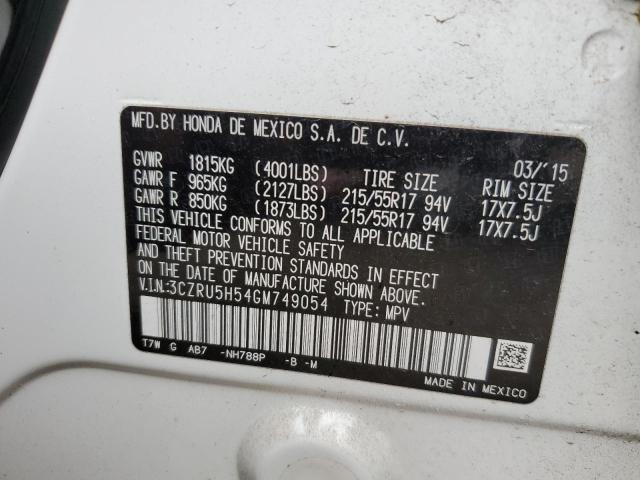 MFD.BY HONDA DE MEXICO S.A. DE C.V.
03/'15
GVWR 1815KG (4001LBS) TIRE SIZE RIM SIZE
GAWR F 965KG (2127LBS) 215/55R17 94V 17X7.5J
GAWR R 850KG (1873LBS) 215/55R17 94V 17X7.5J
THIS VEHICLE CONFORMS TO ALL APPLICABLE
FEDERAL MOTOR VEHICLE SAFETY
AND THEFT PREVENTION STANDARDS IN EFFECT
ON THE DATE OF MANUFACTURE SHOWN ABOVE.
V.I.N.:3CZRU5H54GM749054 TYPE: MPV
T7W G AB7 -NH788P -B -M
MADE IN MEXICO